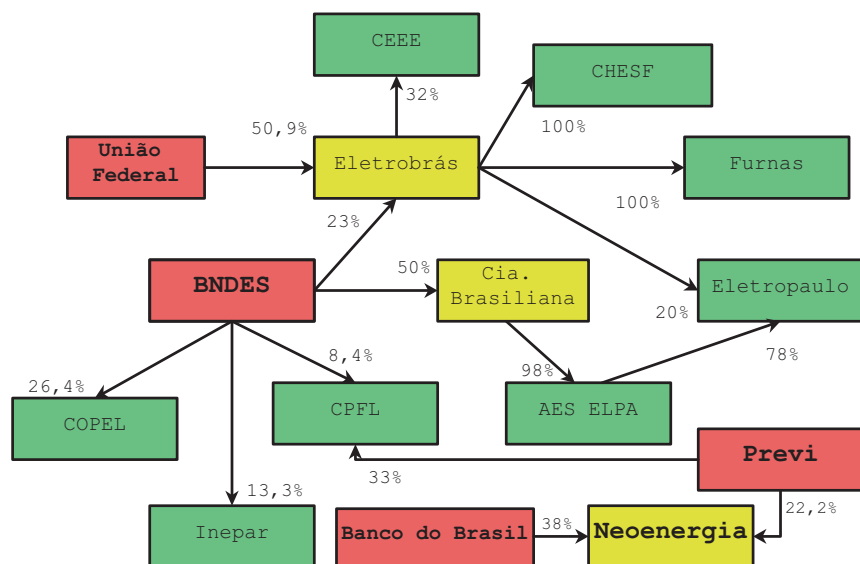 CEEE
CHESF
32%
50,9%
100%
União
Federal
Eletrobrás
Furnas
100%
23%
BNDES
50%
Cia.
Brasiliana
Eletropaulo
20%
8,4%
78%
98%
26,4%
COPEL
CPFL
AES ELPA
Previ
33%
13,3%
22,2%
Inepar
Banco do Brasil
38%
Neoenergia